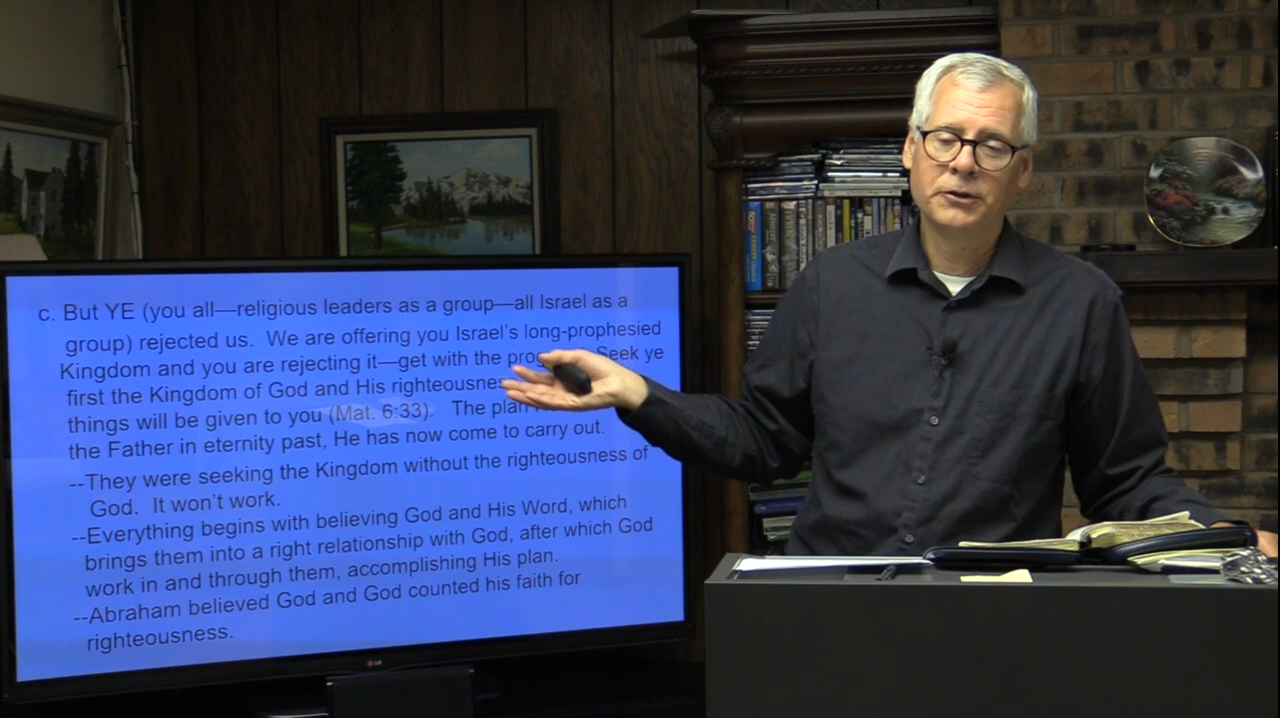 c. But YE (you all—religious leaders as a group—all Israel as a
group) rejected us. We are offering you Israel's long-prophesied
Kingdom and you are rejecting it—get with the Seek ye
first the Kingdom of God and His
things will be given to you (Mat. 6:33). The plan
the Father in eternity past, He has now come to carry out.
--They were seeking the Kingdom without the righteousness of
God. It won't work.
--Everything begins with believing God and His Word, which
brings them into a right relationship with God, after which God
work in and through them, accomplishing His plan.
--Abraham believed God and God counted his faith for
righteousness.
LG